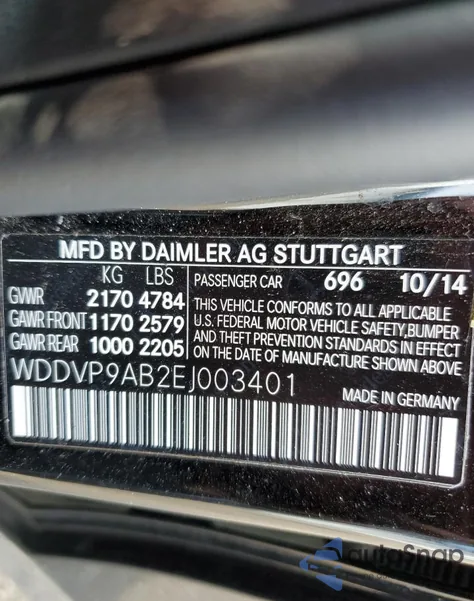 MFD BY DAIMLER AG STUTTGART
KG LBS
PASSENGER CAR 696 10/14
GVWR 2170 4784
GAWR FRONT 1170 2579
GAWR REAR 1000 2205
THIS VEHICLE CONFORMS TO ALL APPLICABLE
U.S. FEDERAL MOTOR VEHICLE SAFETY, BUMPER
AND THEFT PREVENTION STANDARDS IN EFFECT
ON THE DATE OF MANUFACTURE SHOWN ABOVE
WDDVP9AB2EJ003401
MADE IN GERMANY
autoSnap